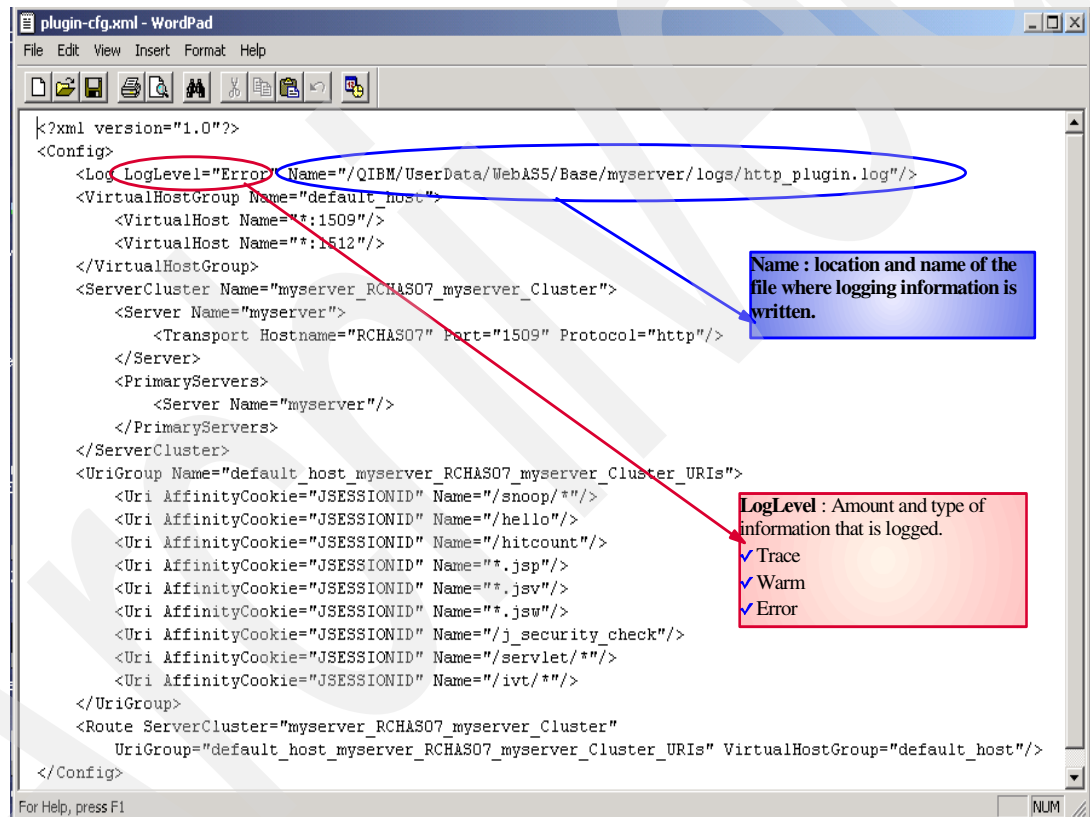 plugin-cfg.xml - WordPad
File Edit View Insert Format Help
<?xml version="1.0"?>
<Config>
<Log LogLevel="Error" Name="/QIBM/UserData/WebAS5/Base/myserver/logs/http_plugin.log"/>
<VirtualHostGroup Name="default_host">
<VirtualHost Name="*:1509"/>
<VirtualHost Name="*:1512"/>
</VirtualHostGroup>
<ServerCluster Name="myserver_RCHAS07_myserver_Cluster">
<Server Name="myserver">
<Transport Hostname="RCHAS07" Port="1509" Protocol="http"/>
</Server>
<PrimaryServers>
<Server Name="myserver"/>
</PrimaryServers>
</ServerCluster>
<UriGroup Name="default_host_myserver_RCHAS07_myserver_Cluster_URIs">
<Uri AffinityCookie="JSESSIONID" Name="/snoop/*"/>
<Uri AffinityCookie="JSESSIONID" Name="/hello"/>
<Uri AffinityCookie="JSESSIONID" Name="/hitcount"/>
<Uri AffinityCookie="JSESSIONID" Name="*.jsp"/>
<Uri AffinityCookie="JSESSIONID" Name="*.jsv"/>
<Uri AffinityCookie="JSESSIONID" Name="*.jsw"/>
<Uri AffinityCookie="JSESSIONID" Name="/j_security_check"/>
<Uri AffinityCookie="JSESSIONID" Name="/servlet/*"/>
<Uri AffinityCookie="JSESSIONID" Name="/ivt/*"/>
</UriGroup>
<Route ServerCluster="myserver_RCHAS07_myserver_Cluster"
UriGroup="default_host_myserver_RCHAS07_myserver_Cluster_URIs" VirtualHostGroup="default_host"/>
</Config>
Name : location and name of the
file where logging information is
written.
LogLevel : Amount and type of
information that is logged.
✓ Trace
✓ Warm
✓ Error
For Help, press F1
NUM